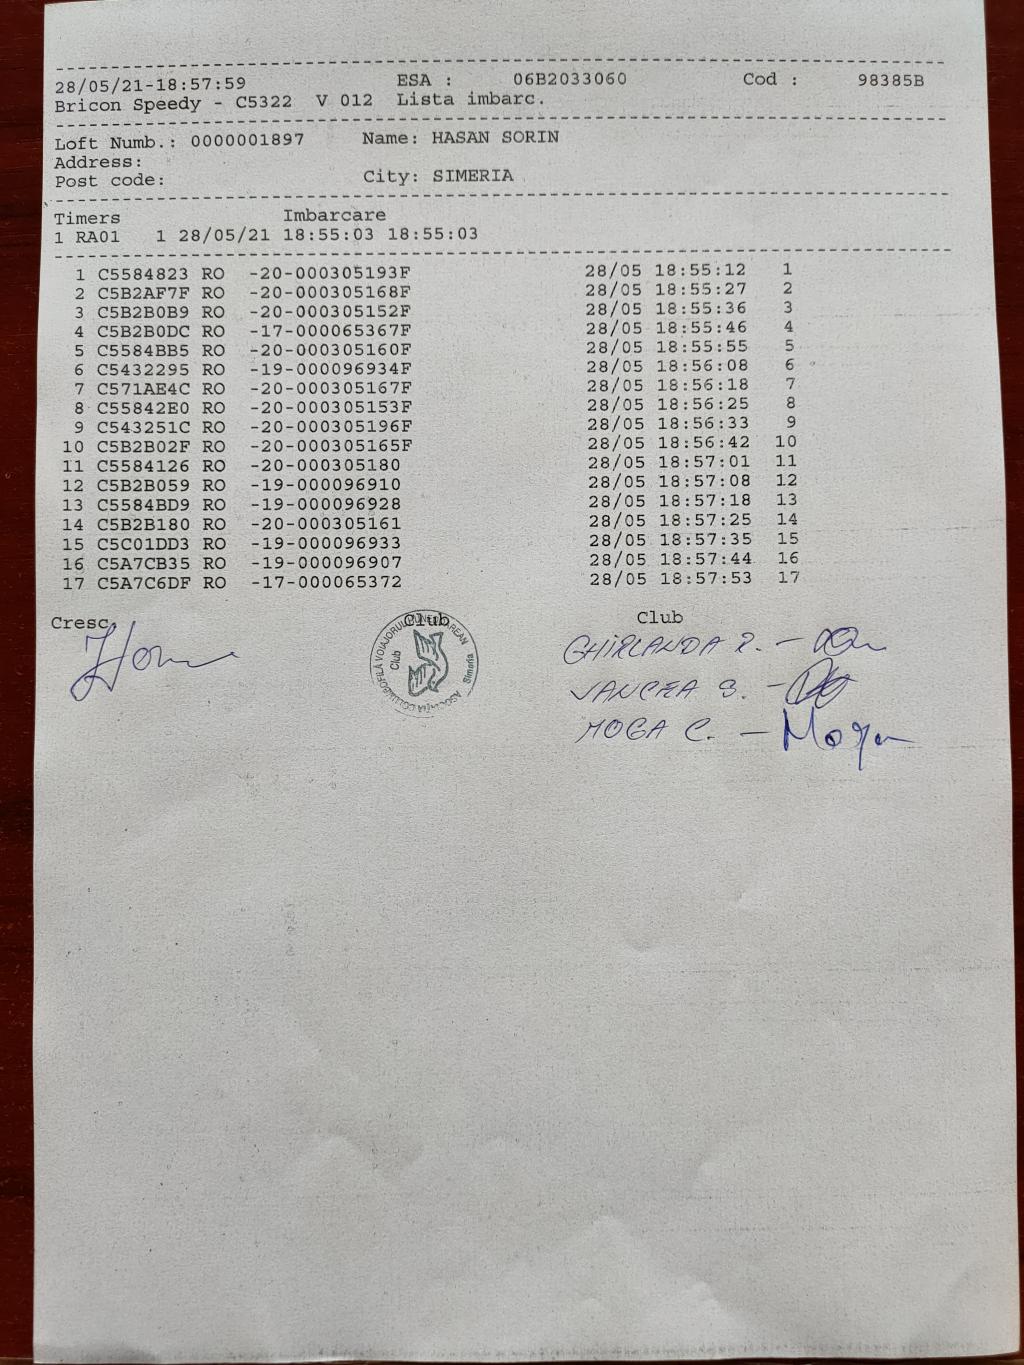 28/05/21-18:57:59 ESA : 06B2033060 Cod : 98385B
Bricon Speedy - C5322 V 012 Lista imbarc.
Loft Numb.: 0000001897 Name: HASAN SORIN
Address:
Post code: City: SIMERIA
Timers Imbarcare
1 RA01 1 28/05/21 18:55:03 18:55:03
1 C5584823 RO -20-000305193F 28/05 18:55:12 1
2 C5B2AF7F RO -20-000305168F 28/05 18:55:27 2
3 C5B2B0B9 RO -20-000305152F 28/05 18:55:36 3
4 C5B2B0DC RO -17-000065367F 28/05 18:55:46 4
5 C5584BB5 RO -20-000305160F 28/05 18:55:55 5
6 C5432295 RO -19-000096934F 28/05 18:56:08 6
7 C571AE4C RO -20-000305167F 28/05 18:56:18 7
8 C55842E0 RO -20-000305153F 28/05 18:56:25 8
9 C543251C RO -20-000305196F 28/05 18:56:33 9
10 C5B2B02F RO -20-000305165F 28/05 18:56:42 10
11 C5584126 RO -20-000305180 28/05 18:57:01 11
12 C5B2B059 RO -19-000096910 28/05 18:57:08 12
13 C5584BD9 RO -19-000096928 28/05 18:57:18 13
14 C5B2B180 RO -20-000305161 28/05 18:57:25 14
15 C5C01DD3 RO -19-000096933 28/05 18:57:35 15
16 C5A7CB35 RO -19-000096907 28/05 18:57:44 16
17 C5A7C6DF RO -17-000065372 28/05 18:57:53 17
Cresc Club Club
ASOCIAȚIA COLUMBOFILĂ VOIAJORUL HUNEDOREAN
Club Simeria
GHIRLANDA R. -
VANCEA S. -
MOGA C. - Moga